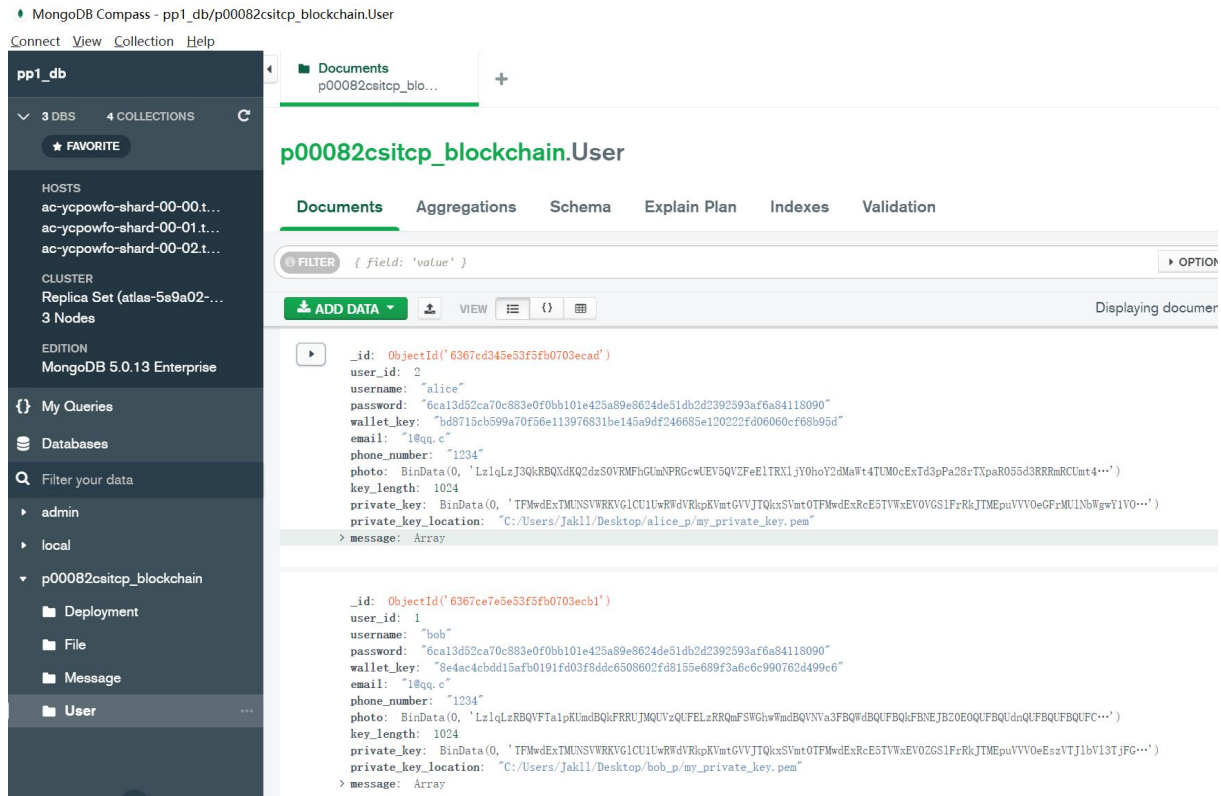 MongoDB Compass - pp1_db/p00082csitcp_blockchain.User
Connect View Collection Help
pp1_db
3 DBS 4 COLLECTIONS
★ FAVORITE
HOSTS
ac-ycpowfo-shard-00-00.t...
ac-ycpowfo-shard-00-01.t...
ac-ycpowfo-shard-00-02.t...
CLUSTER
Replica Set (atlas-5s9a02-...
3 Nodes
EDITION
MongoDB 5.0.13 Enterprise
{} My Queries
Databases
Filter your data
admin
local
p00082csitcp_blockchain
Deployment
File
Message
User ...
Documents
p00082csitcp_blo...
+
p00082csitcp_blockchain.User
Documents Aggregations Schema Explain Plan Indexes Validation
FILTER { field: 'value' } OPTION
ADD DATA VIEW {} Displaying documen
_id: ObjectId('6367cd345e53f5fb0703ecad')
user_id: 2
username: "alice"
password: "6ca13d52ca70c883e0f0bb101e425a89e8624de51db2d2392593af6a84118090"
wallet_key: "bd8715cb599a70f56e113976831be145a9df246685e120222fd06060cf68b95d"
email: "1@qq.c"
phone_number: "1234"
photo: BinData(0,
key_length: 1024
private_key: BinData(0,
private_key_location: "C:/Users/Jakll/Desktop/alice_p/my_private_key.pem"
> message: Array
_id: ObjectId('6367ce7e5e53f5fb0703ecb1')
user_id: 1
username: "bob"
password: "6ca13d52ca70c883e0f0bb101e425a89e8624de51db2d2392593af6a84118090"
wallet_key: "8e4ac4cbdd15afb0191fd03f8ddc6508602fd8155e689f3a6c6c990762d499c6"
email: "1@qq.c"
phone_number: "1234"
photo: BinData(0,
key_length: 1024
private_key: BinData(0,
private_key_location: "C:/Users/Jakll/Desktop/bob_p/my_private_key.pem"
> message: Array